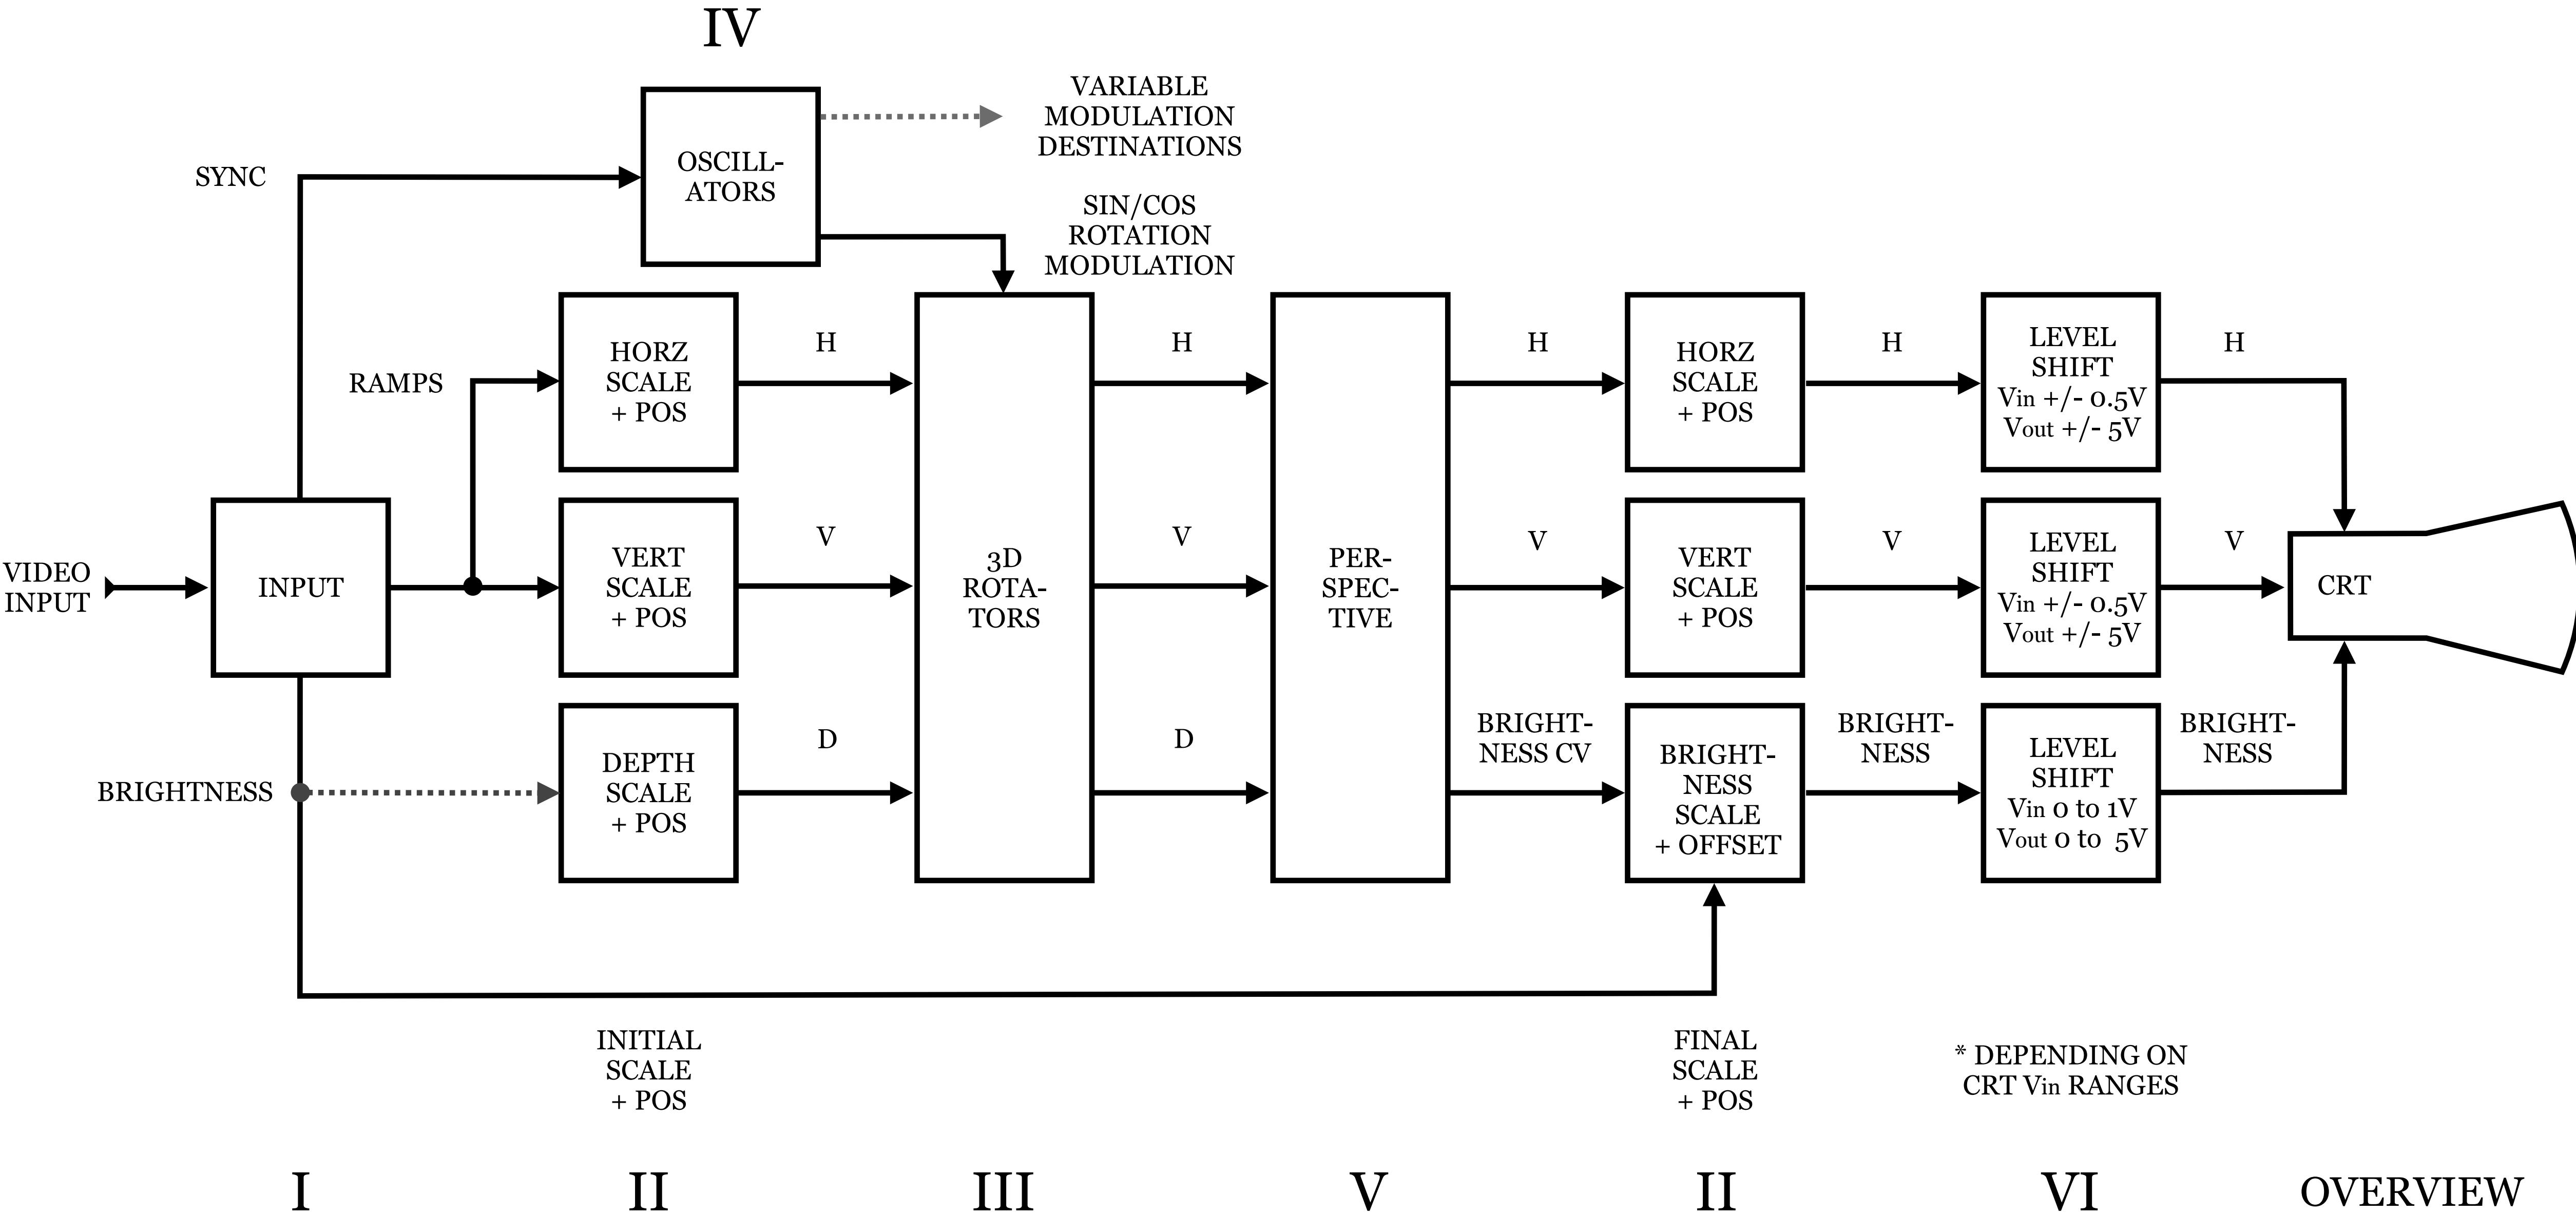 IV
VARIABLE
MODULATION
DESTINATIONS
OSCILL-
ATORS
SYNC
SIN/COS
ROTATION
MODULATION
RAMPS
HORZ
SCALE
+ POS
H
H
H
HORZ
SCALE
+ POS
H
LEVEL
SHIFT
Vin +/- 0.5V
Vout +/- 5V
H
VIDEO
INPUT
INPUT
VERT
SCALE
+ POS
V
3D
ROTA-
TORS
V
PER-
SPEC-
TIVE
V
VERT
SCALE
+ POS
V
LEVEL
SHIFT
Vin +/- 0.5V
Vout +/- 5V
V
CRT
BRIGHTNESS
DEPTH
SCALE
+ POS
D
D
BRIGHT-
NESS CV
BRIGHT-
NESS
SCALE
+ OFFSET
BRIGHT-
NESS
LEVEL
SHIFT
Vin 0 to 1V
Vout 0 to 5V
BRIGHT-
NESS
INITIAL
SCALE
+ POS
FINAL
SCALE
+ POS
* DEPENDING ON
CRT Vin RANGES
I
II
III
V
II
VI
OVERVIEW